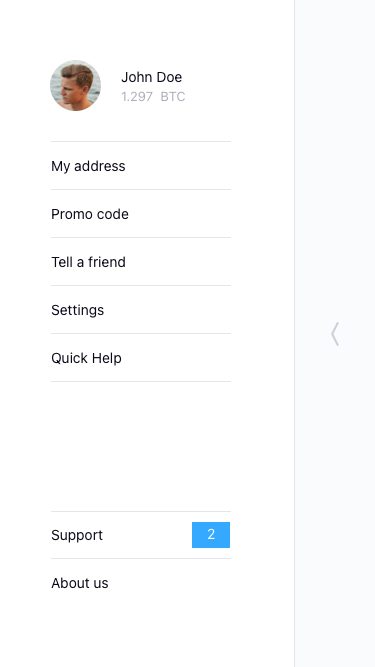 John Doe
1.297 BTC
My address
Promo code
Tell a friend
Settings
Quick Help
Support 2
About us